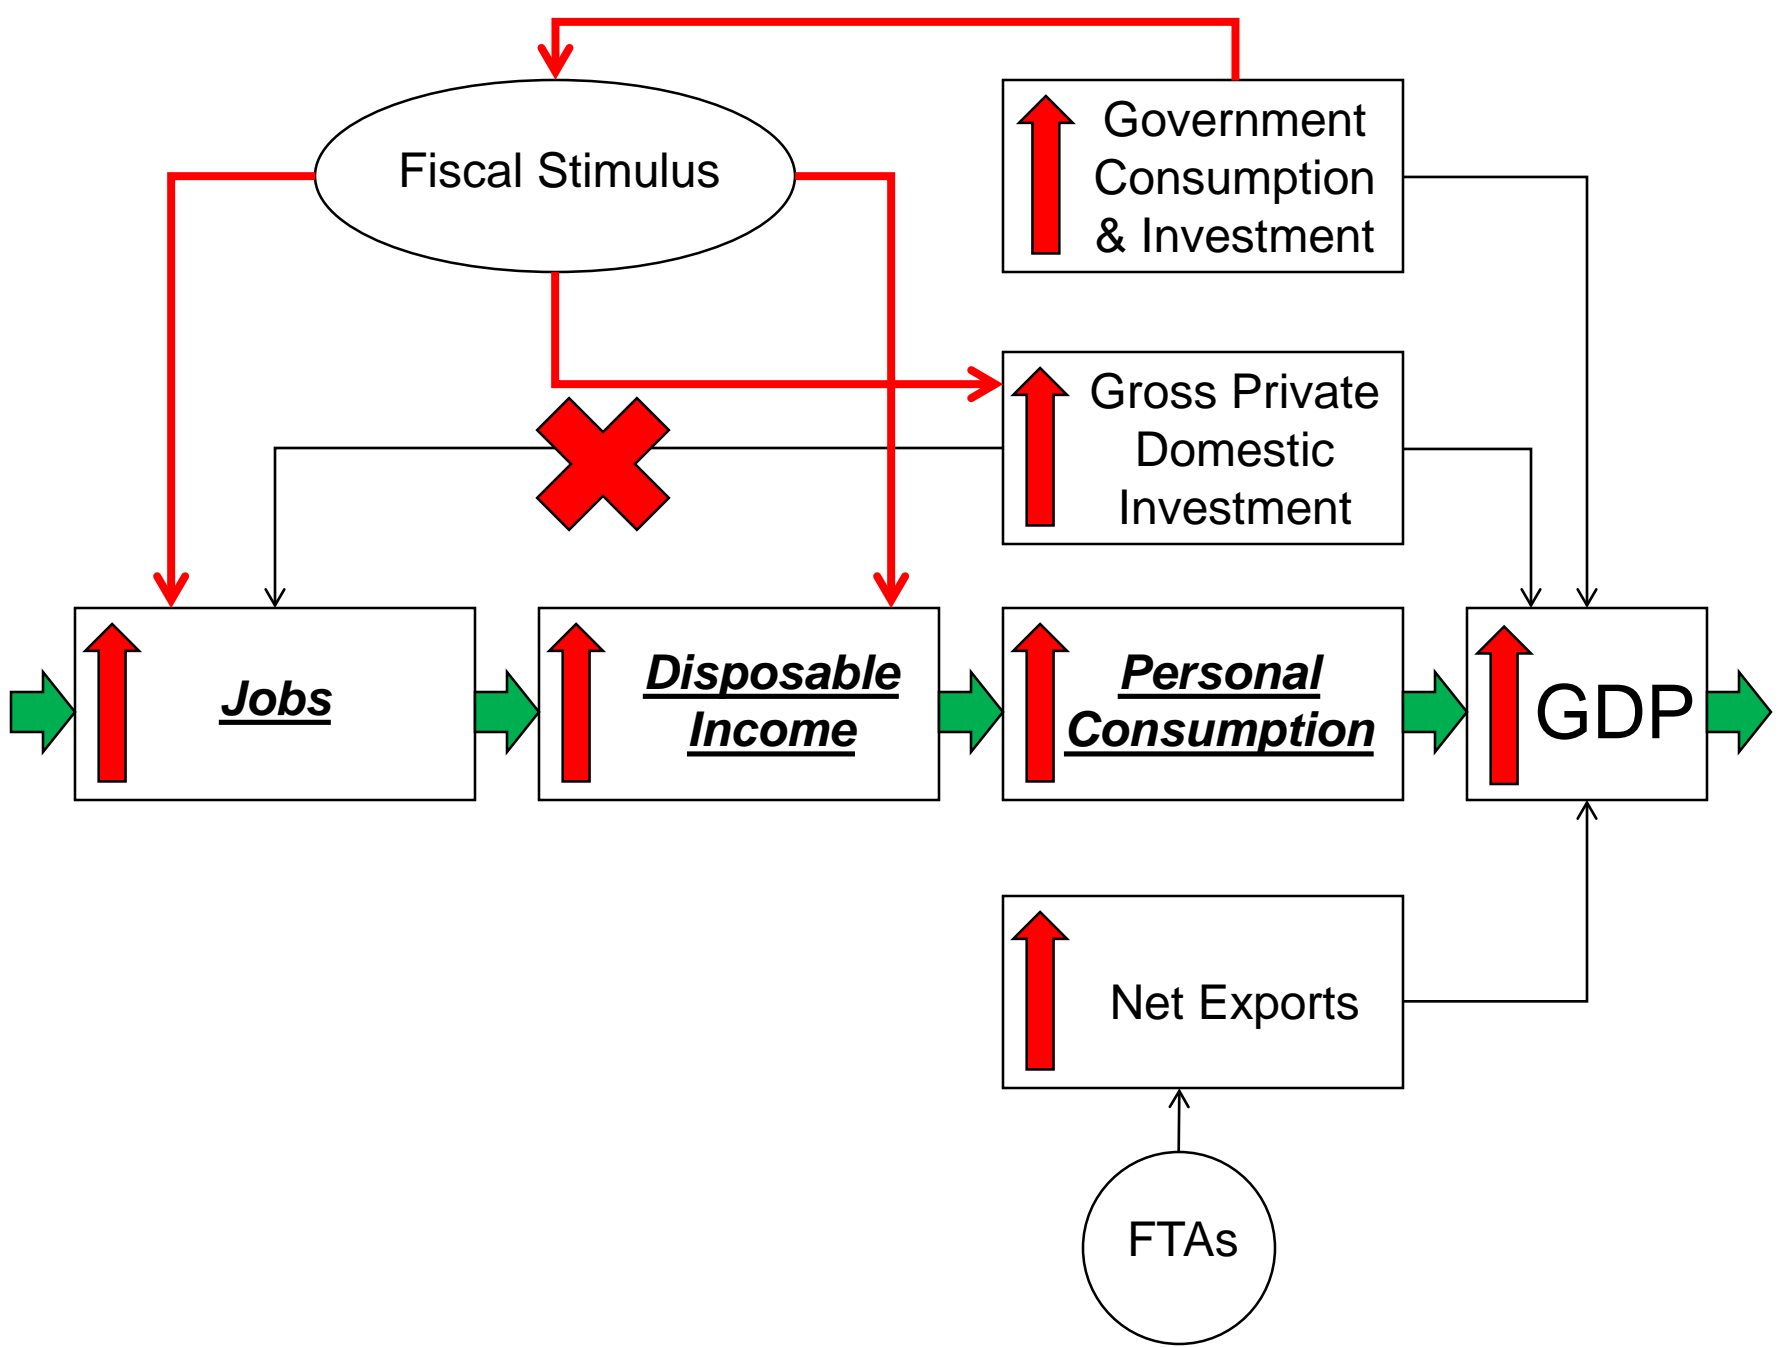 Fiscal Stimulus
Government
Consumption
& Investment
Gross Private
Domestic
Investment
Jobs
Disposable
Income
Personal
Consumption
GDP
Net Exports
FTAs